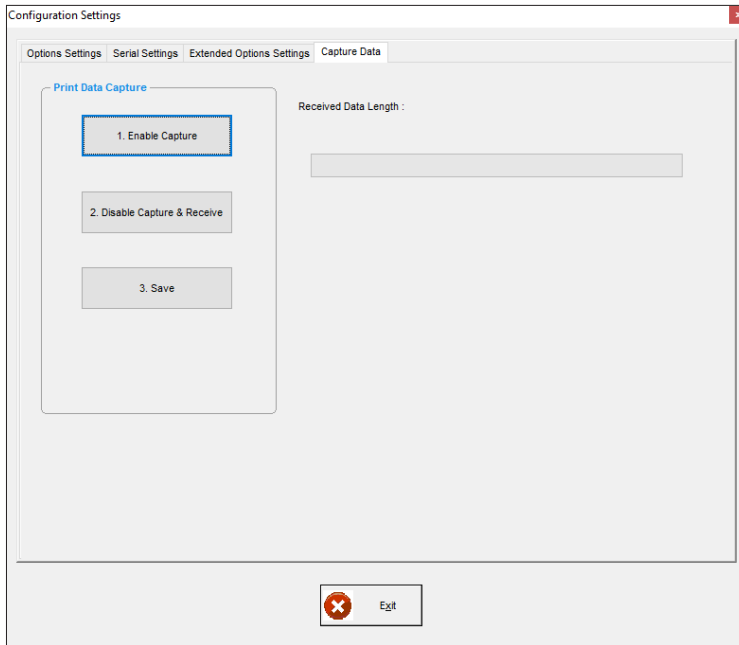 Configuration Settings
Options Settings Serial Settings Extended Options Settings Capture Data
Print Data Capture
Received Data Length :
1. Enable Capture
2. Disable Capture & Receive
3. Save
Exit